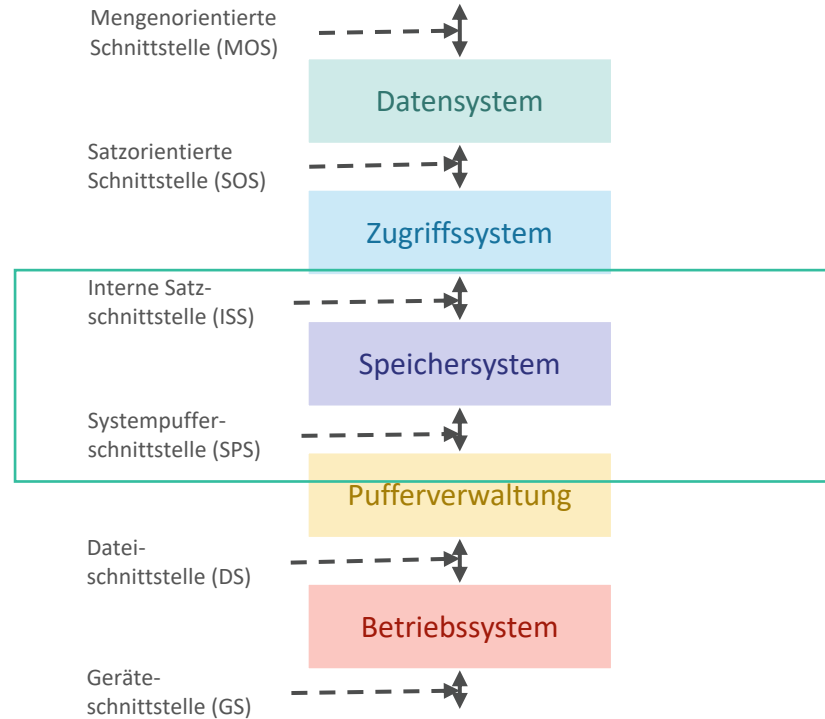 Mengenorientierte
Schnittstelle (MOS)
Datensystem
Satzorientierte
Schnittstelle (SOS)
Zugriffssystem
Interne Satz-
schnittstelle (ISS)
Speichersystem
Systempuffer-
schnittstelle (SPS)
Pufferverwaltung
Datei-
schnittstelle (DS)
Betriebssystem
Geräte-
schnittstelle (GS)